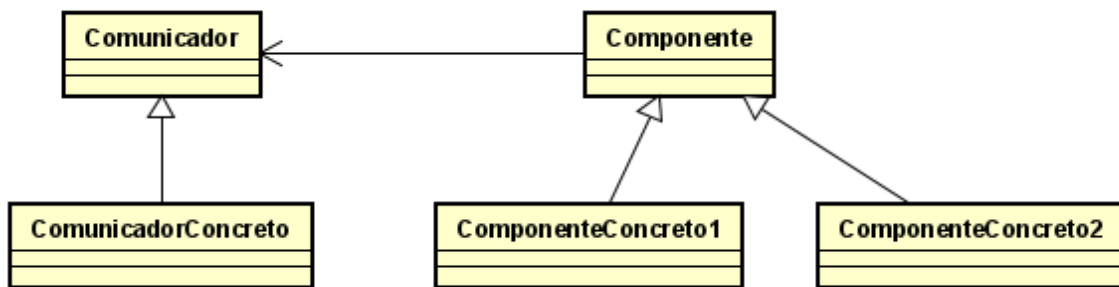 Comunicador
Componente
ComunicadorConcreto
ComponenteConcreto1
ComponenteConcreto2